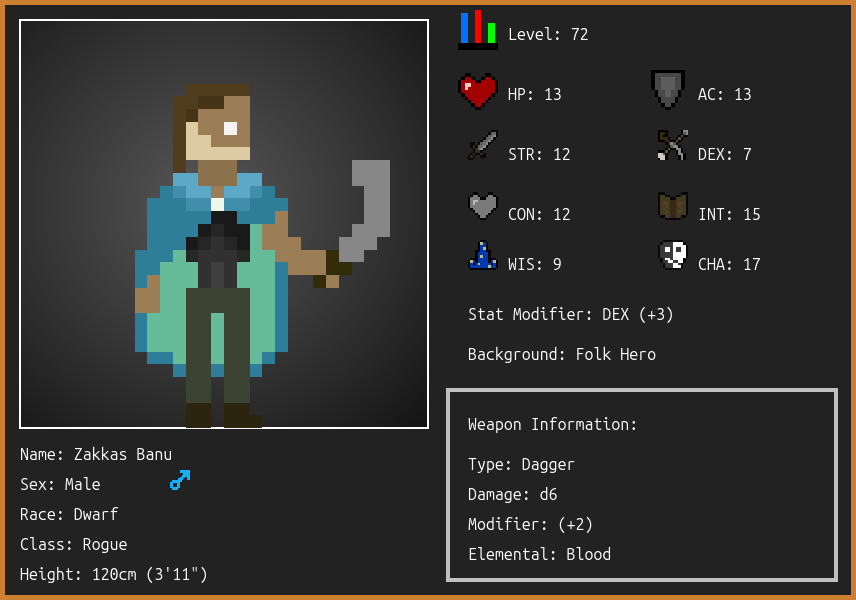 Level: 72
HP: 13
AC: 13
STR: 12
DEX: 7
CON: 12
INT: 15
WIS: 9
CHA: 17
Stat Modifier: DEX (+3)
Background: Folk Hero
Weapon Information:
Type: Dagger
Damage: d6
Modifier: (+2)
Elemental: Blood
Name: Zakkas Banu
Sex: Male
Race: Dwarf
Class: Rogue
Height: 120cm (3'11")